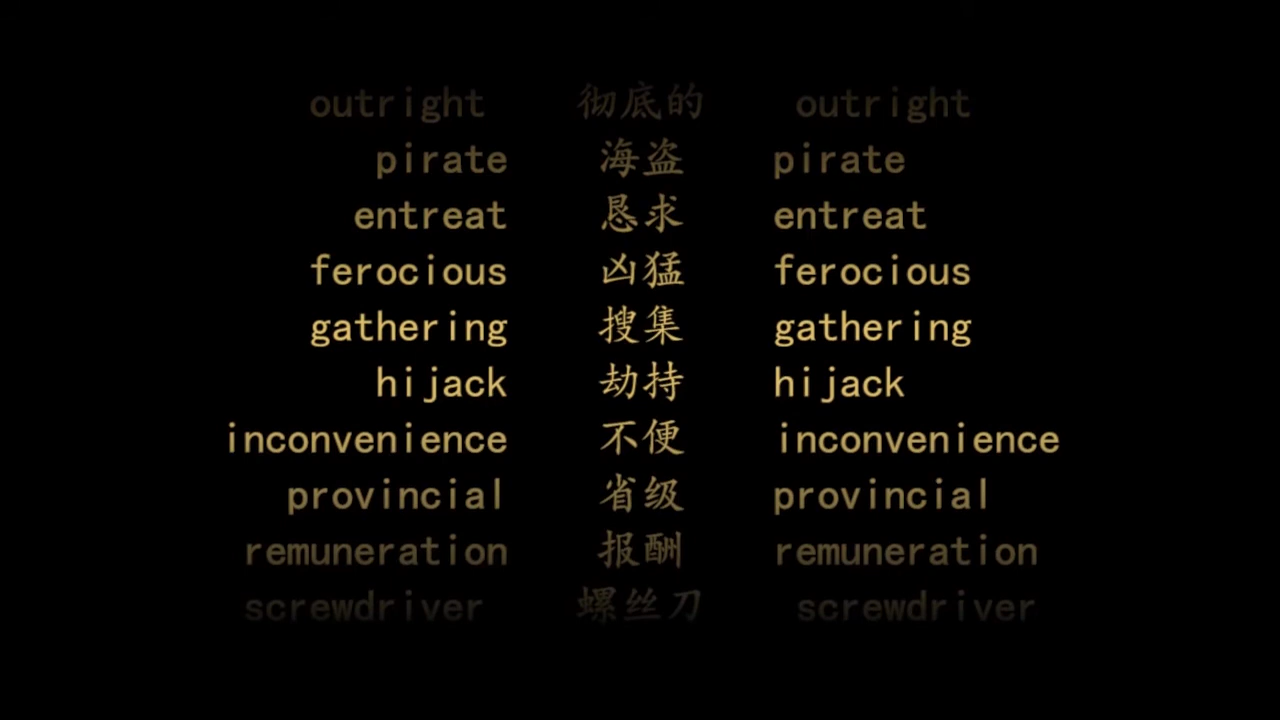 outright 彻底的 outright
pirate 海盗 pirate
entreat 恳求 entreat
ferocious 凶猛 ferocious
gathering 搜集 gathering
hijack 劫持 hijack
inconvenience 不便 inconvenience
provincial 省级 provincial
remuneration 报酬 remuneration
screwdriver 螺丝刀 screwdriver